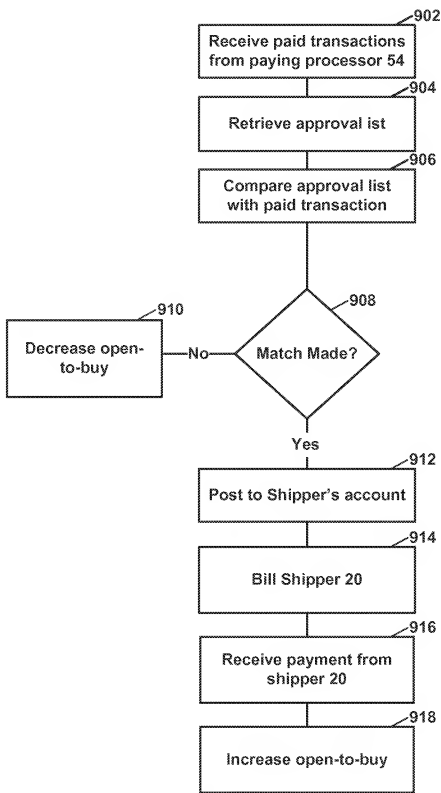 902
Receive paid transactions
from paying processor 54
904
Retrieve approval ist
906
Compare approval list
with paid transaction
908
Match Made?
910
Decrease open-
to-buy
No
Yes
912
Post to Shipper's account
914
Bill Shipper 20
916
Receive payment from
shipper 20
918
Increase open-to-buy